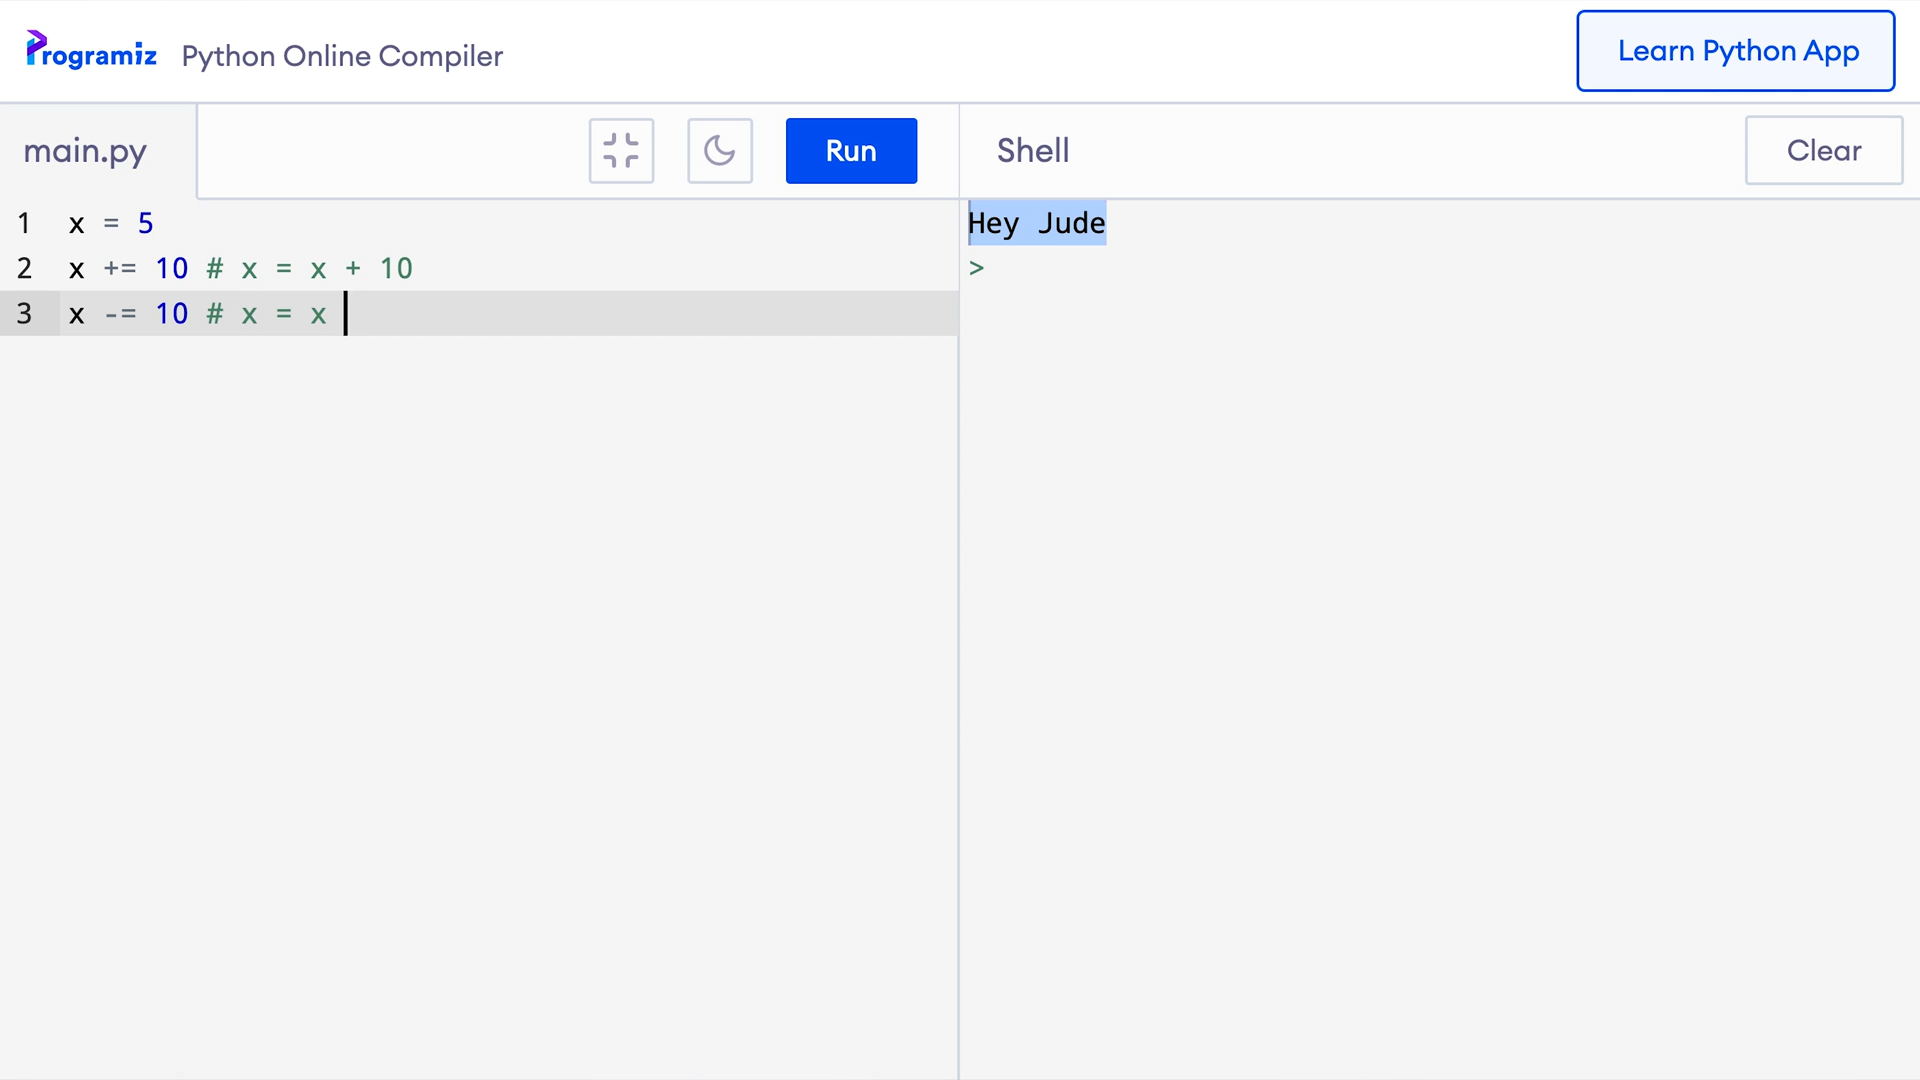 Programiz Python Online Compiler
Learn Python App
main.py
Run
Shell
Clear
1 x = 5
2 x += 10 # x = x + 10
3 x -= 10 # x = x
Hey Jude
>